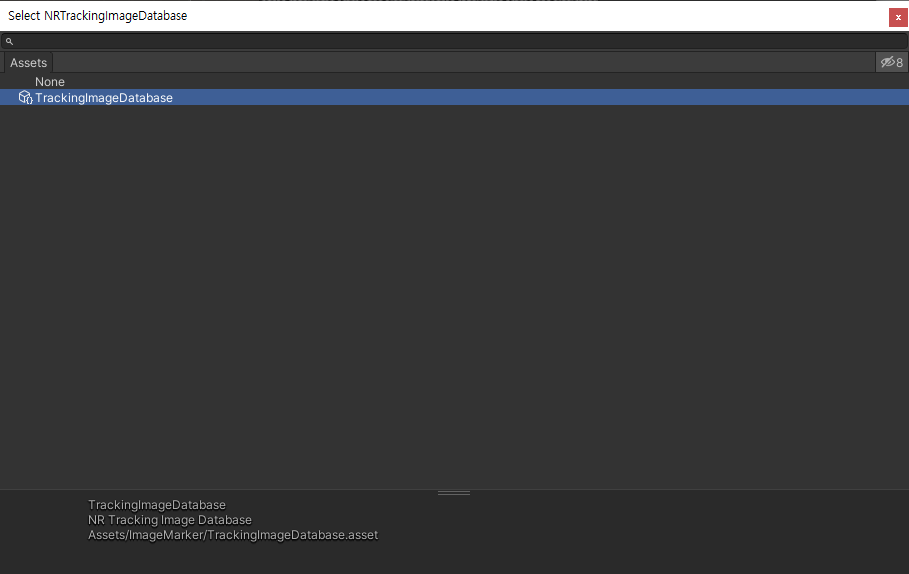 Select NRTrackingImageDatabase
x
Assets
8
None
TrackingImageDatabase
TrackingImageDatabase
NR Tracking Image Database
Assets/ImageMarker/TrackingImageDatabase.asset